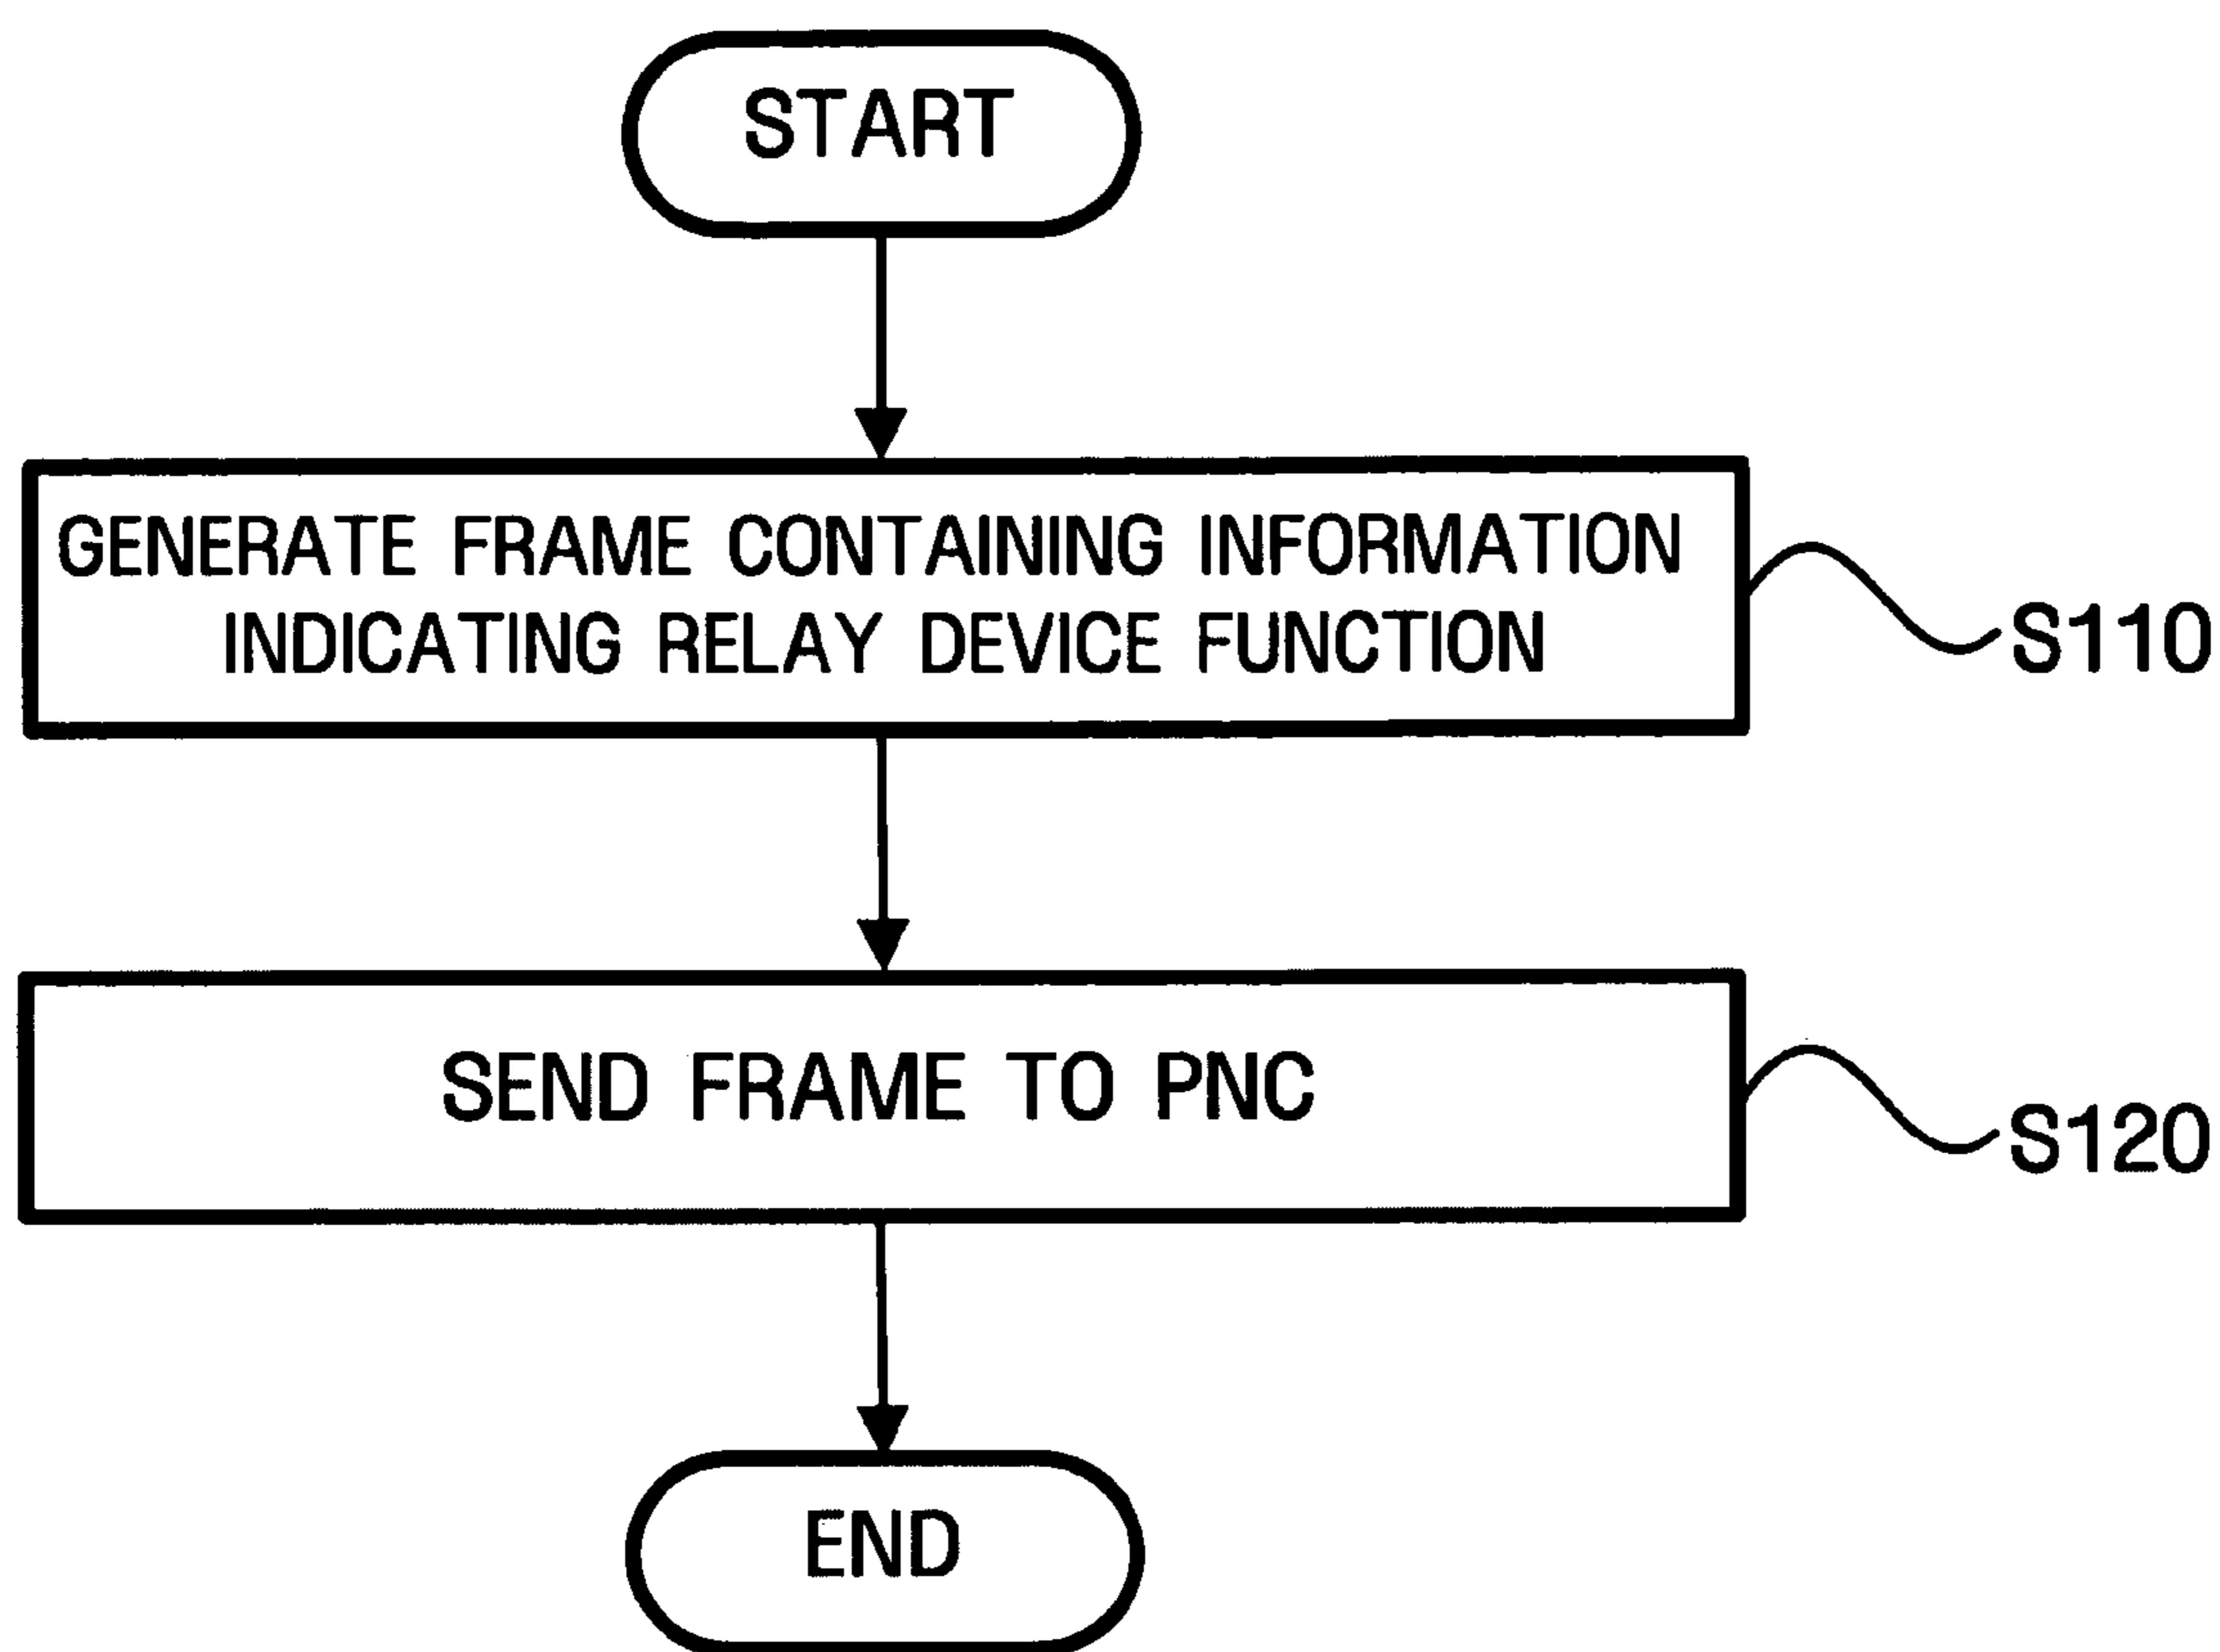 START
GENERATE FRAME CONTAINING INFORMATION
INDICATING RELAY DEVICE FUNCTION
S110
SEND FRAME TO PNC
S120
END